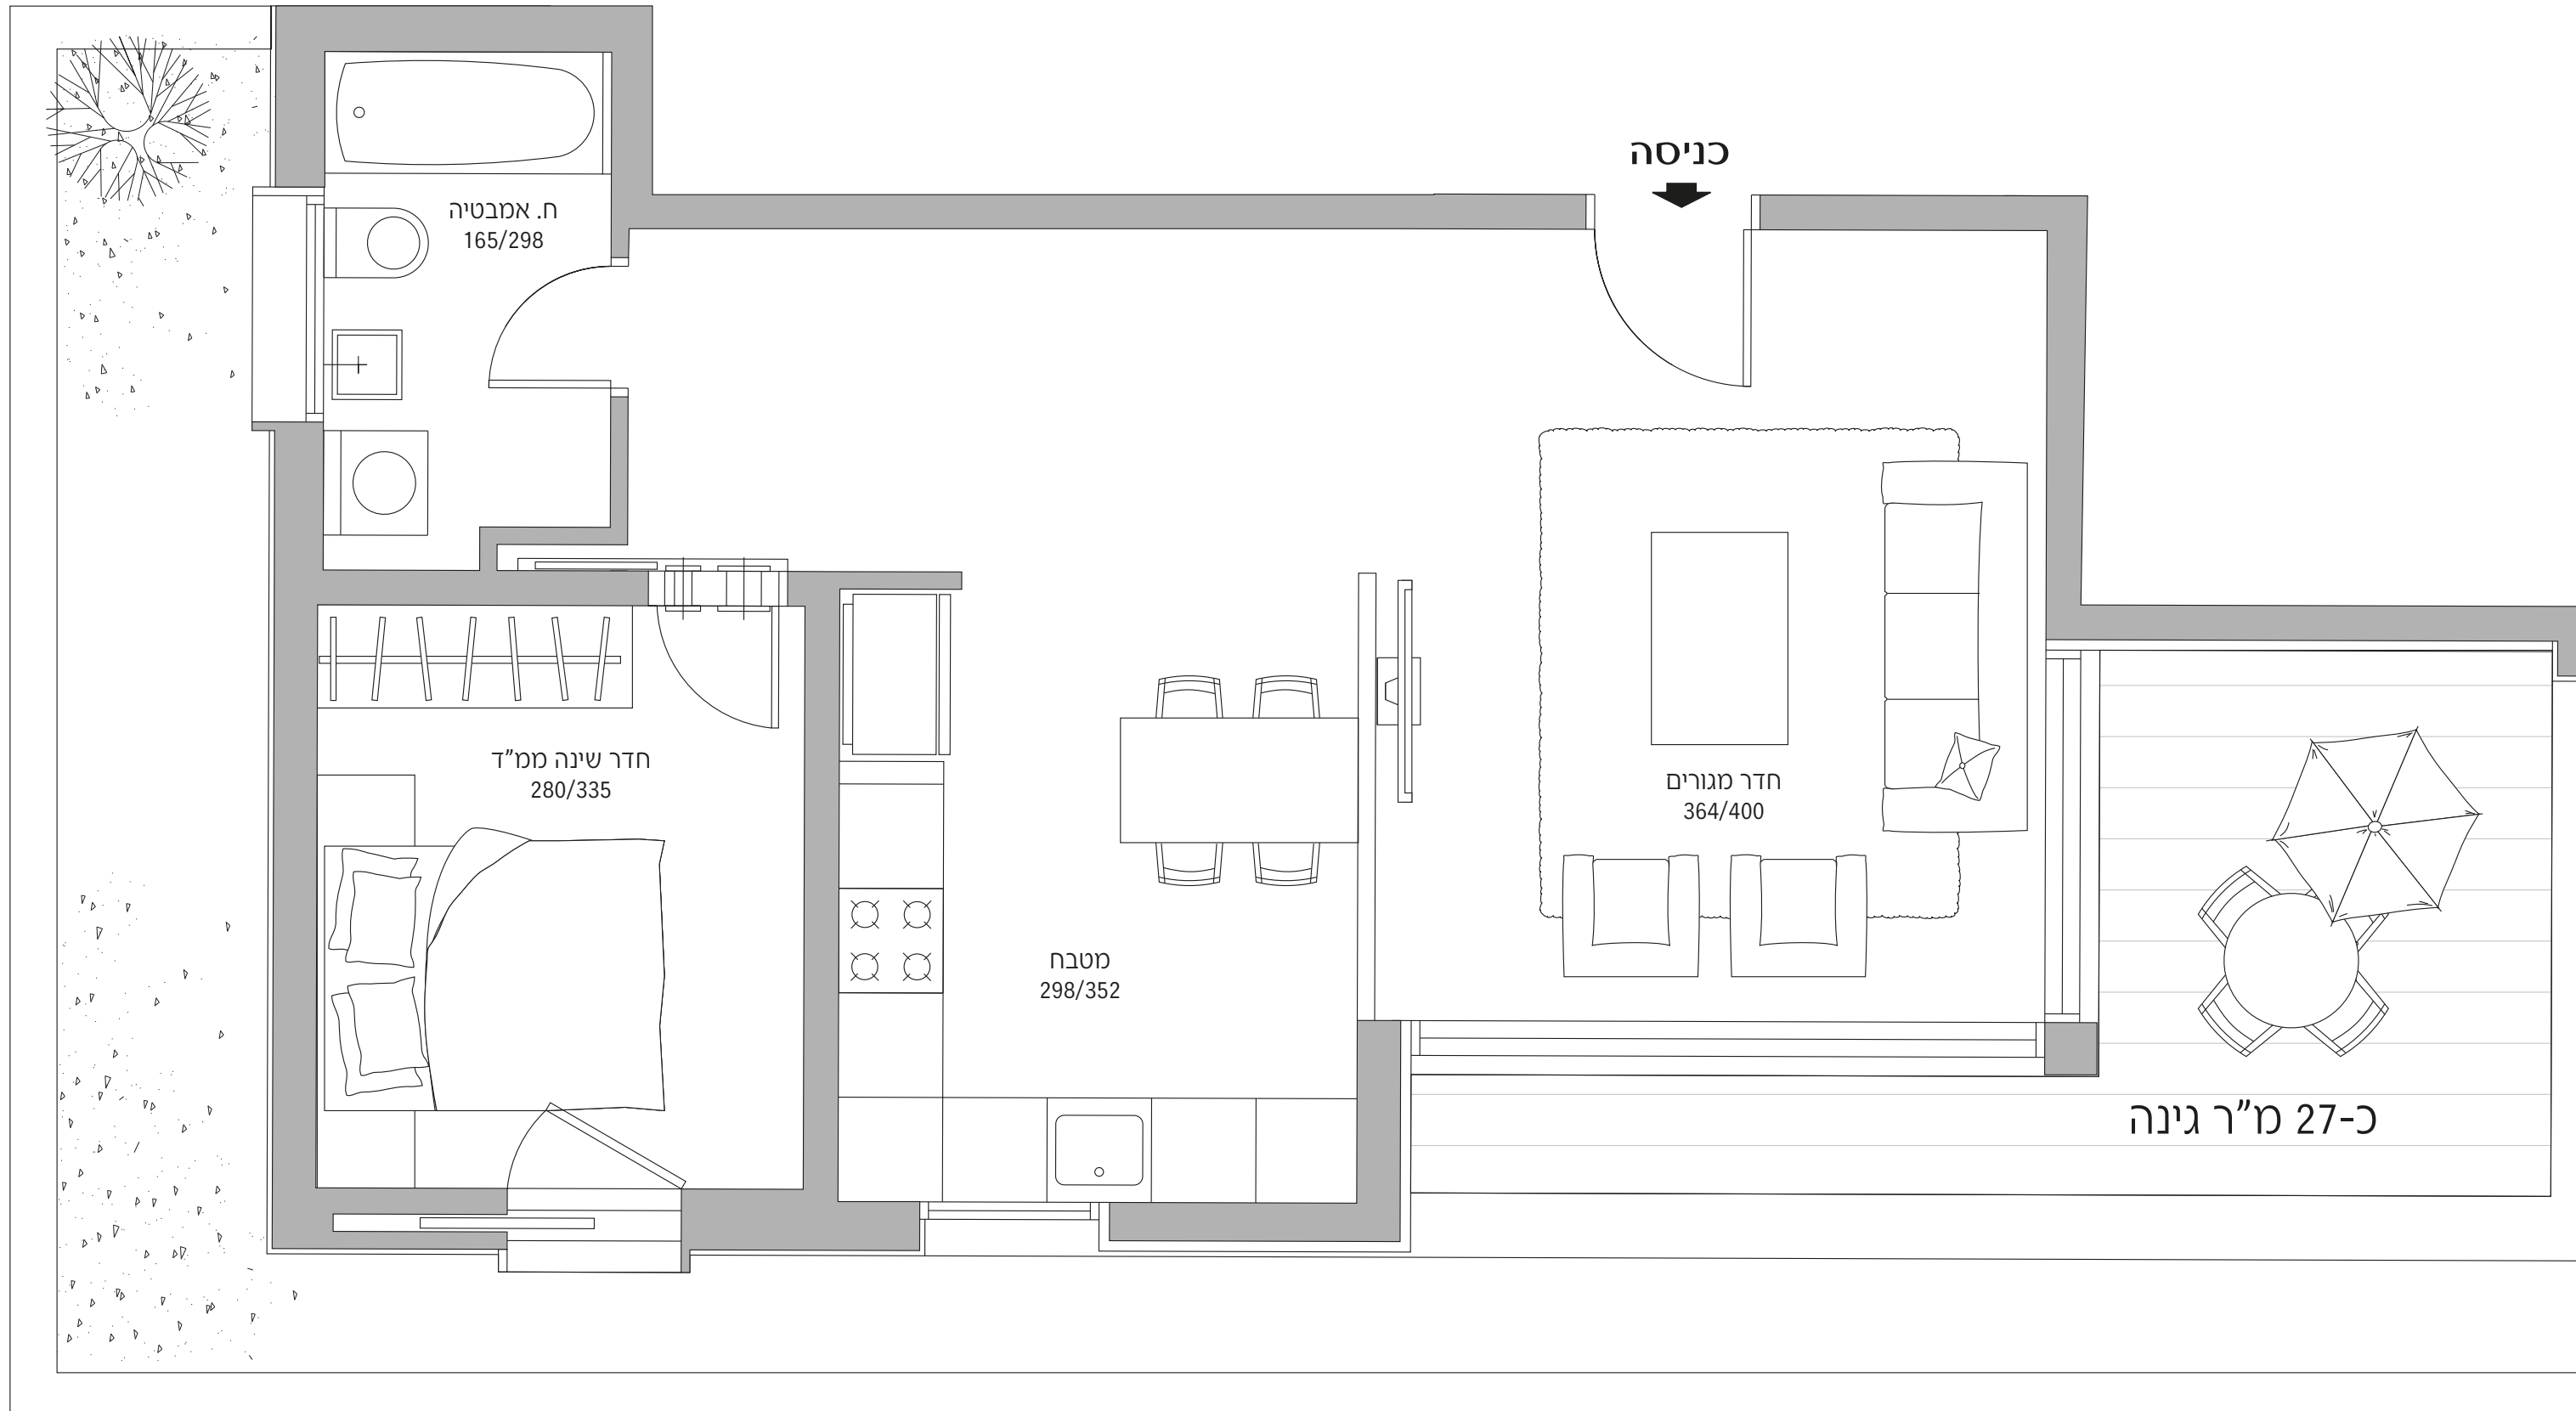 כניסה
ח. אמבטיה
165/298
חדר שינה ממ"ד
280/335
חדר מגורים
364/400
מטבח
298/352
כ-27 מ"ר גינה